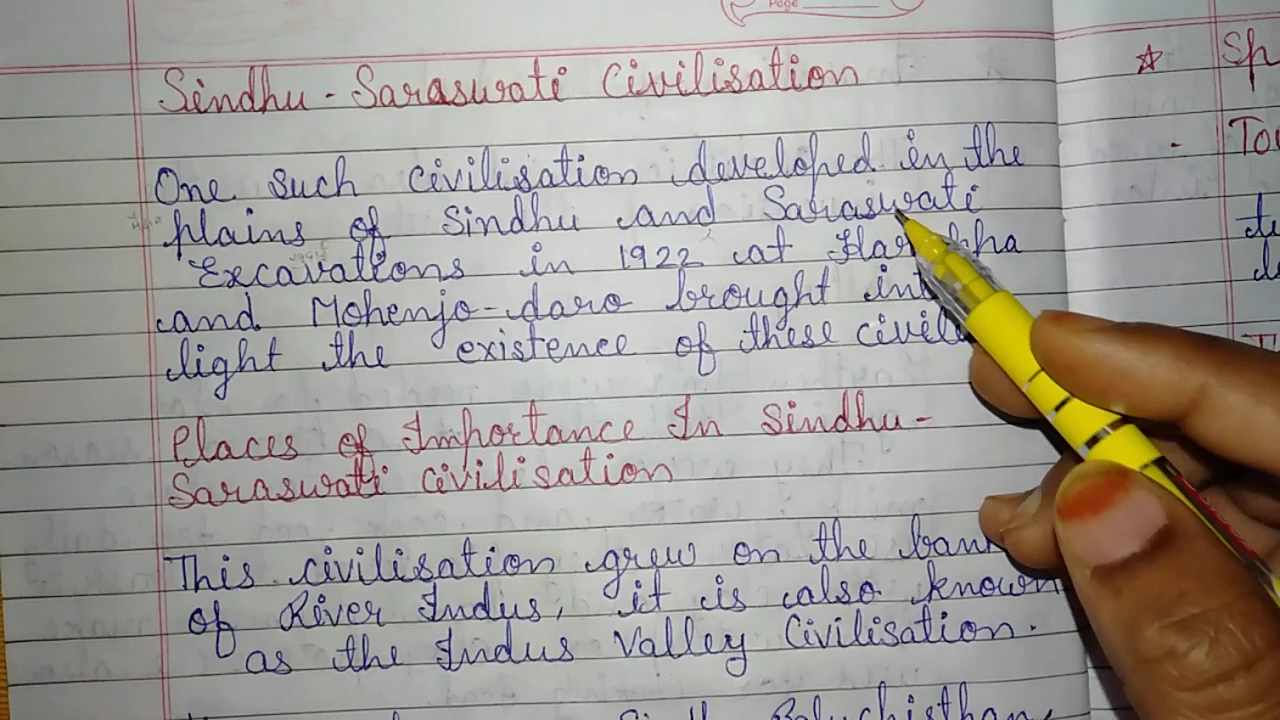 Page
Sindhu-Saraswati Civilisation
One such civilisation developed in the
plains of Sindhu and Saraswati
Excavations in 1922 at
and Mohenjo-daro brought
light the existence of these
Places of Importance In Sindhu-
Saraswati Civilisation
This civilisation grew on the
of River Indus, it is also known
as the Indus Valley Civilisation.